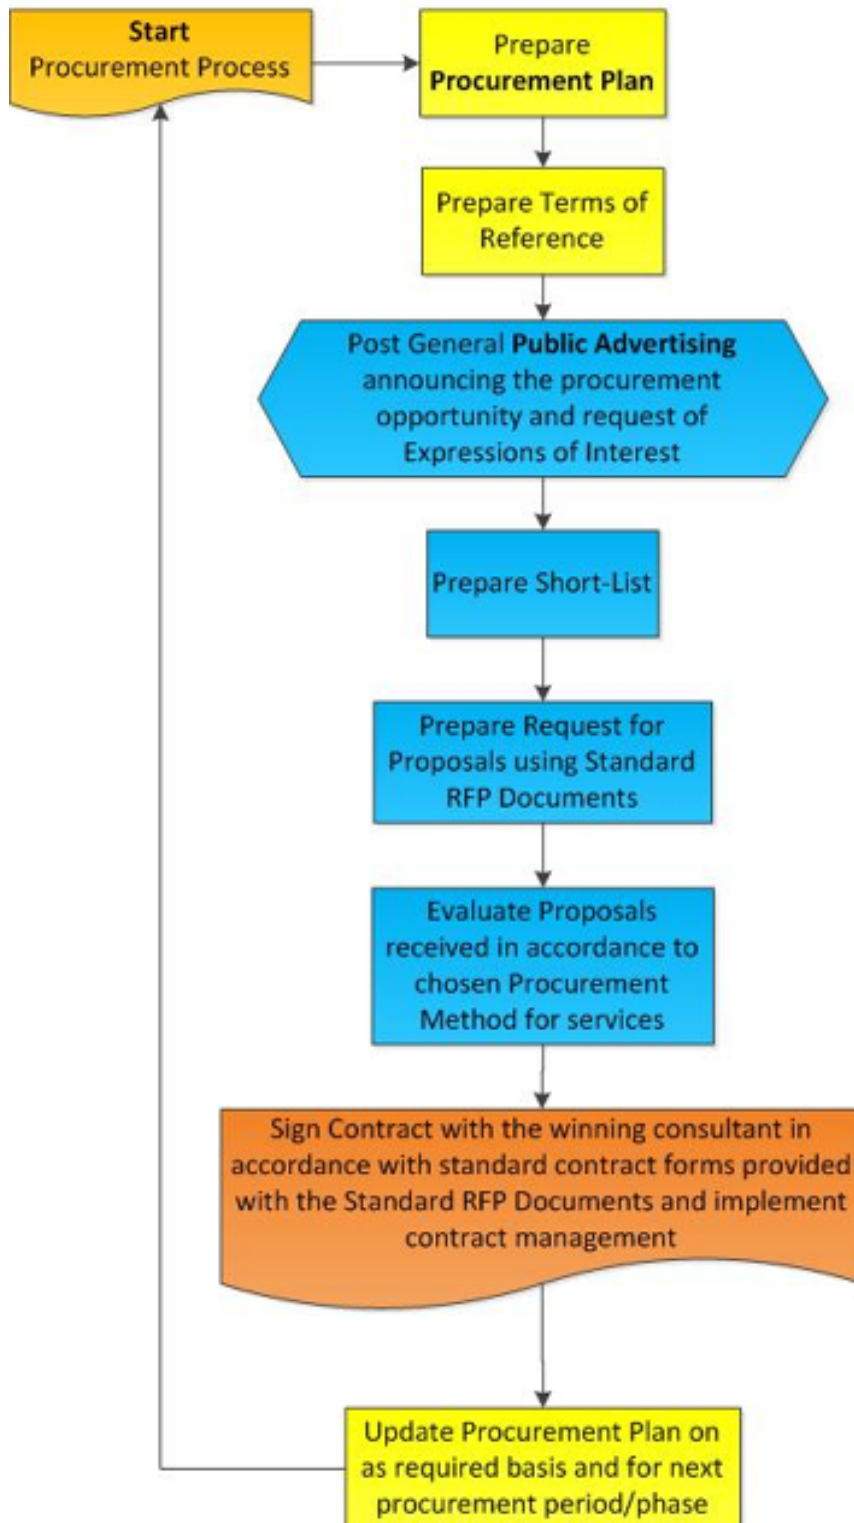 Start
Procurement Process
Prepare
Procurement Plan
Prepare Terms of
Reference
Post General Public Advertising
announcing the procurement
opportunity and request of
Expressions of Interest
Prepare Short-List
Prepare Request for
Proposals using Standard
RFP Documents
Evaluate Proposals
received in accordance to
chosen Procurement
Method for services
Sign Contract with the winning consultant in
accordance with standard contract forms provided
with the Standard RFP Documents and implement
contract management
Update Procurement Plan on
as required basis and for next
procurement period/phase